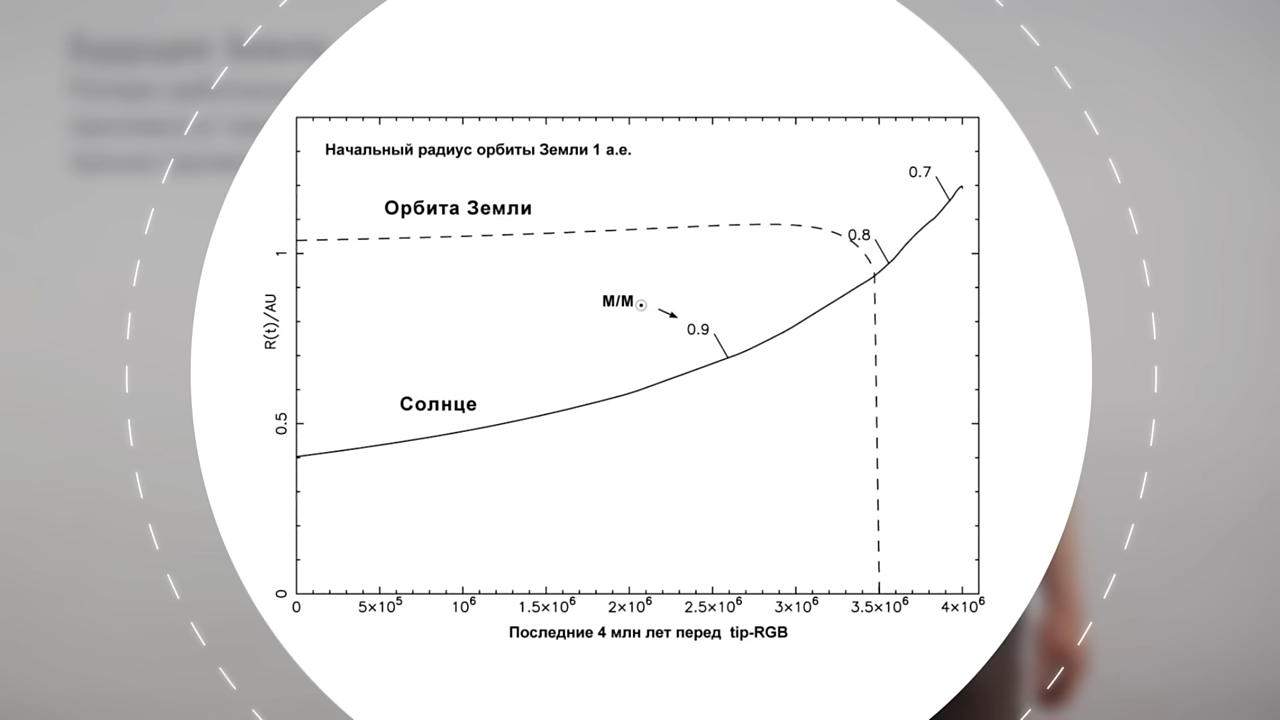 Начальный радиус орбиты Земли 1 а.е.
0.7
Орбита Земли
0.8
1
M/M☉
0.9
R(t)/AU
Солнце
0.5
0
0 5×10⁵ 10⁶ 1.5×10⁶ 2×10⁶ 2.5×10⁶ 3×10⁶ 3.5×10⁶ 4×10⁶
Последние 4 млн лет перед tip-RGB